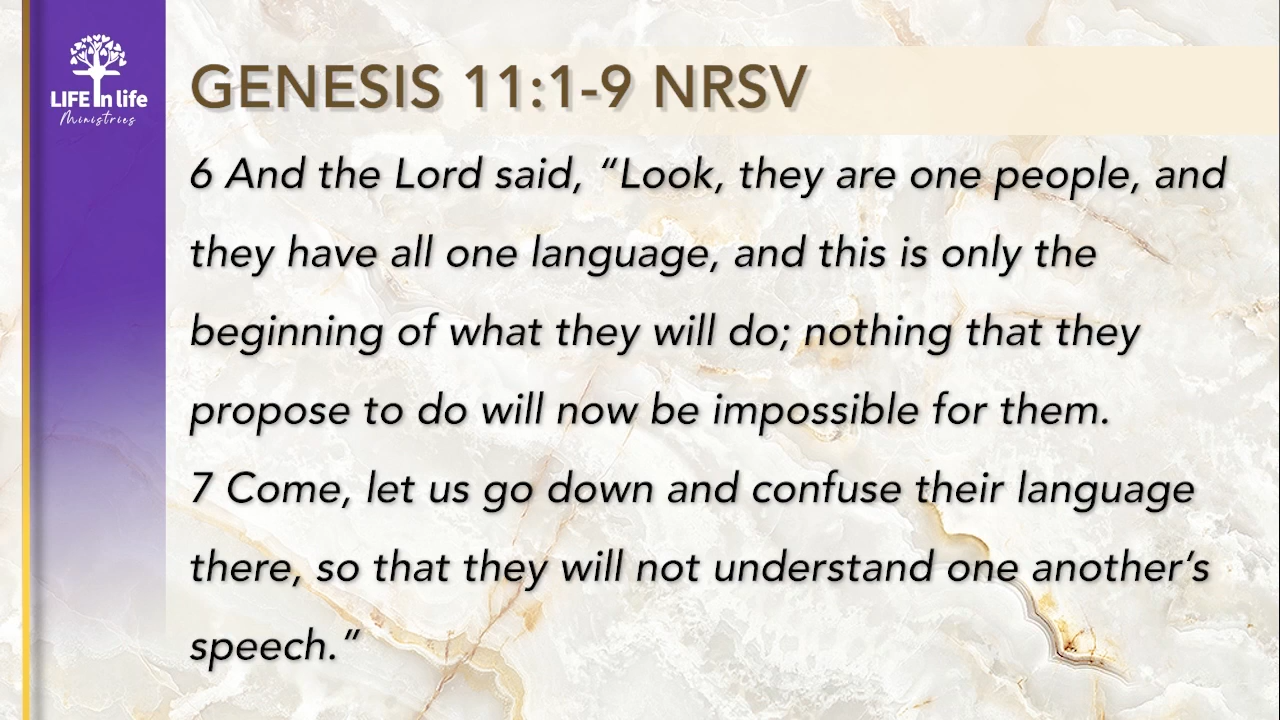 LIFE in life
Ministries
GENESIS 11:1-9 NRSV
6 And the Lord said, “Look, they are one people, and
they have all one language, and this is only the
beginning of what they will do; nothing that they
propose to do will now be impossible for them.
7 Come, let us go down and confuse their language
there, so that they will not understand one another’s
speech.”